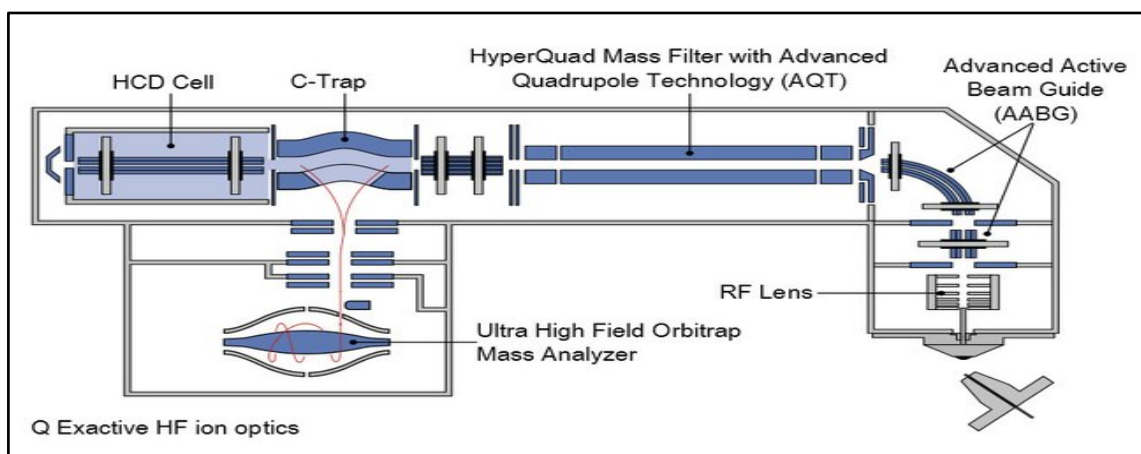 HyperQuad Mass Filter with Advanced
Quadrupole Technology (AQT)
HCD Cell
C-Trap
Advanced Active
Beam Guide
(AABG)
RF Lens
Ultra High Field Orbitrap
Mass Analyzer
Q Exactive HF ion optics